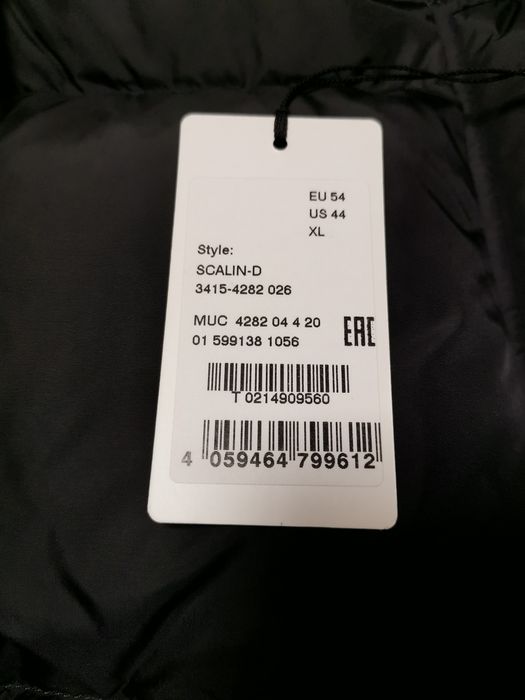 EU 54
US 44
XL
Style:
SCALIN-D
3415-4282 026
MUC 4282 04 4 20
EAC
01 599138 1056
T 0214909560
4 059464 799612